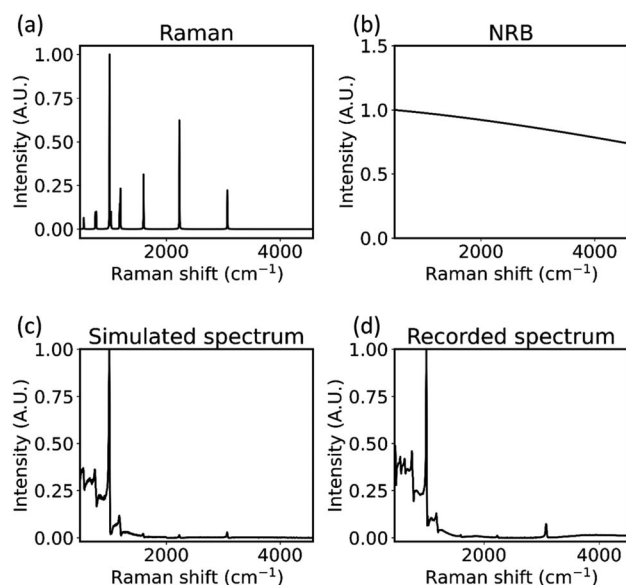 (a)
Raman
Intensity (A.U.)
1.00
0.75
0.50
0.25
0.00
2000 4000
Raman shift (cm⁻¹)
(b)
NRB
Intensity (A.U.)
1.5
1.0
0.5
0.0
2000 4000
Raman shift (cm⁻¹)
(c)
Simulated spectrum
Intensity (A.U.)
1.00
0.75
0.50
0.25
0.00
2000 4000
Raman shift (cm⁻¹)
(d)
Recorded spectrum
Intensity (A.U.)
1.00
0.75
0.50
0.25
0.00
2000 4000
Raman shift (cm⁻¹)